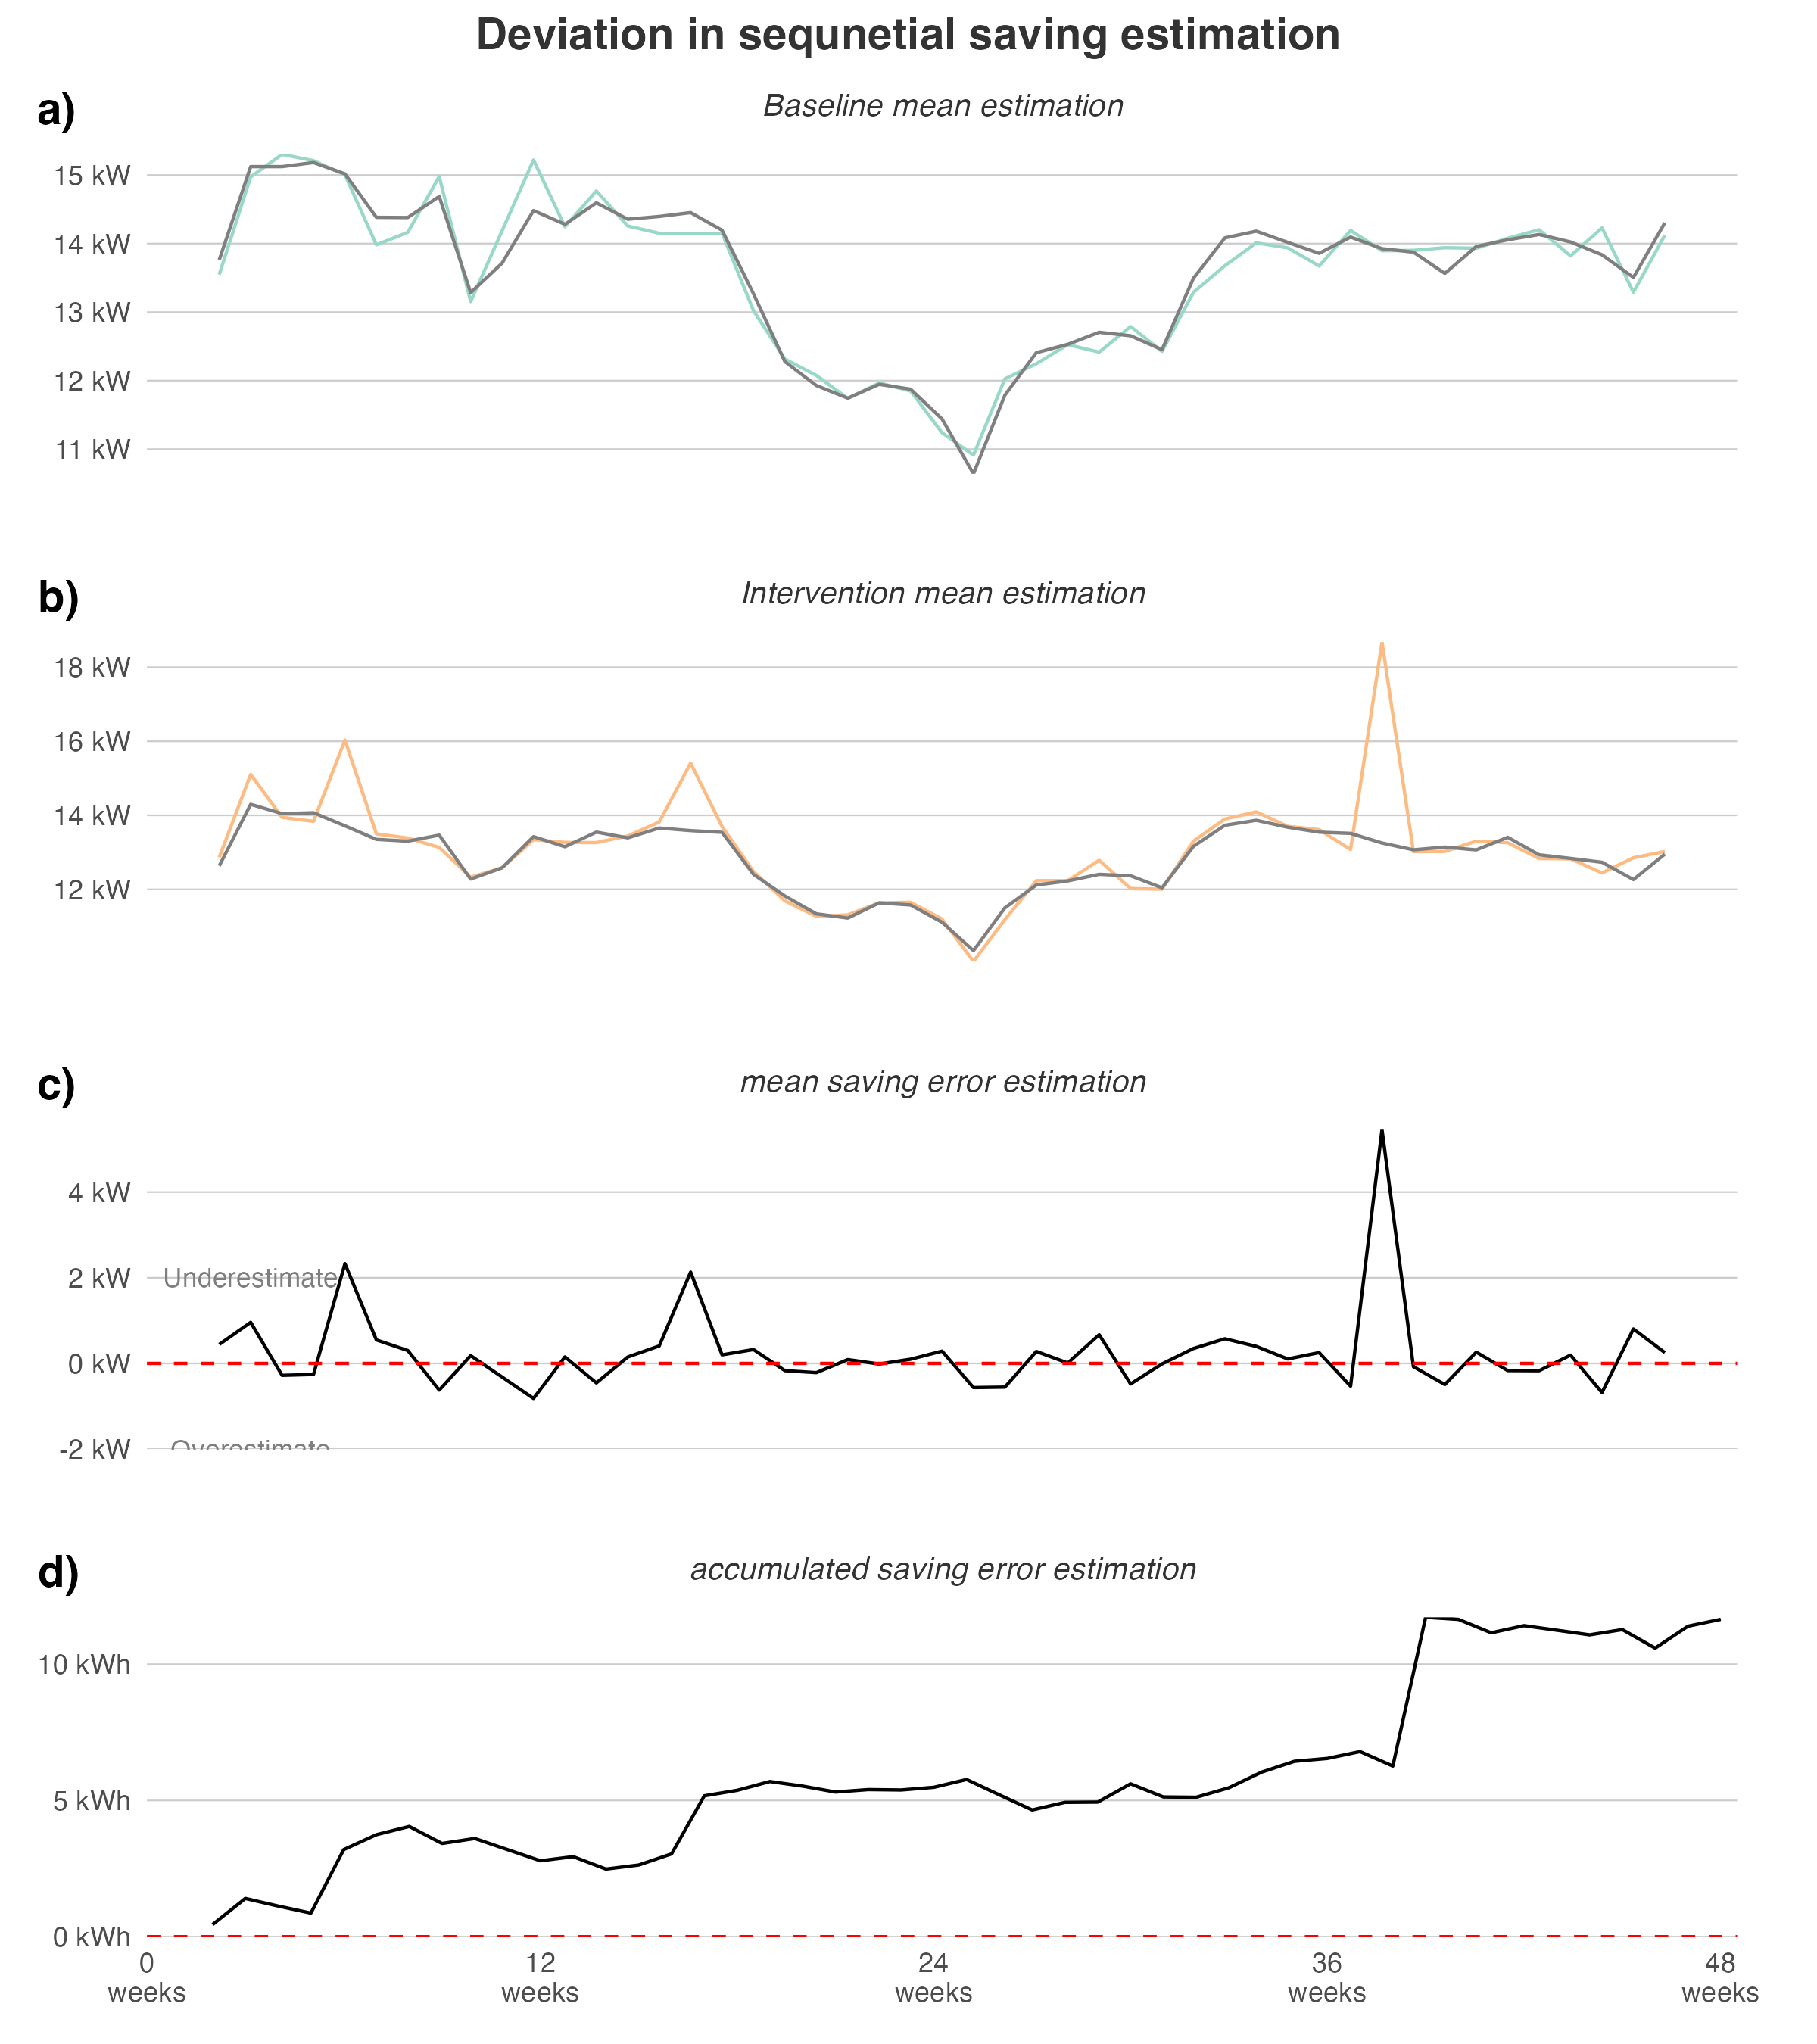 Deviation in sequnetial saving estimation
a)
Baseline mean estimation
15 kW
14 kW
13 kW
12 kW
11 kW
b)
Intervention mean estimation
18 kW
16 kW
14 kW
12 kW
c)
mean saving error estimation
4 kW
2 kW
Underestimate
0 kW
-2 kW
Overestimate
d)
accumulated saving error estimation
10 kWh
5 kWh
0 kWh
0 12 24 36 48
weeks weeks weeks weeks weeks